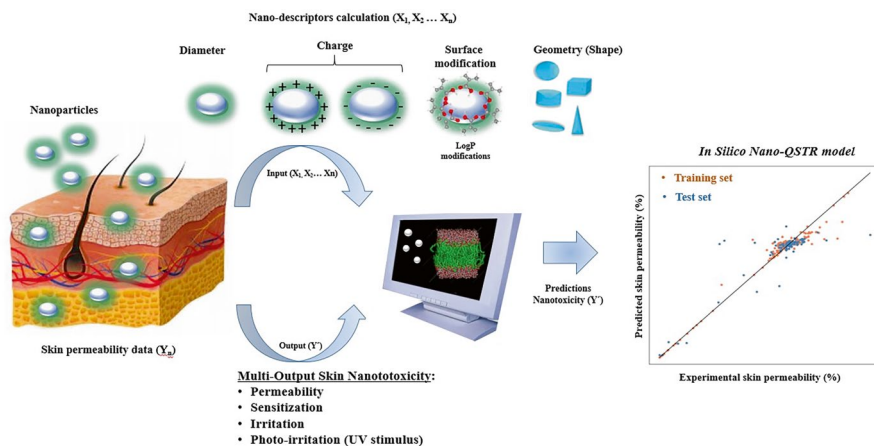 Nano-descriptors calculation (X1, X2 … Xn)
Diameter
Charge
Surface
modification
Geometry (Shape)
Nanoparticles
LogP
modifications
Input (X1, X2… Xn)
In Silico Nano-QSTR model
Training set
Test set
Predicted skin permeability (%)
Experimental skin permeability (%)
Predictions
Nanotoxicity (Y´)
Output (Y´)
Skin permeability data (Yn)
Multi-Output Skin Nanototoxicity:
• Permeability
• Sensitization
• Irritation
• Photo-irritation (UV stimulus)